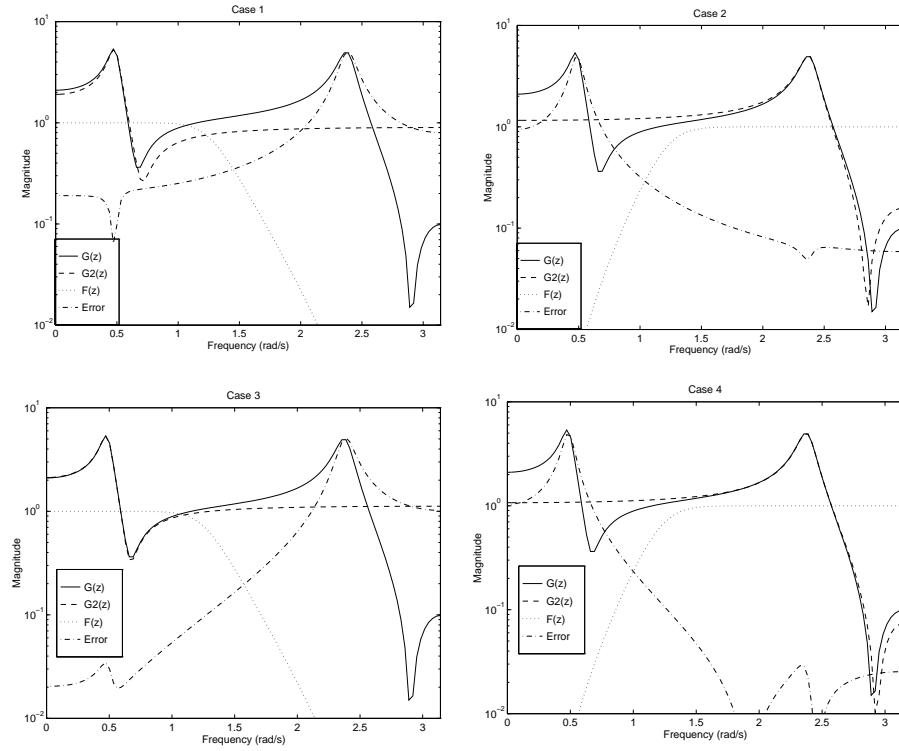 Case 1
10^1
10^0
10^-1
10^-2
Magnitude
G(z)
G2(z)
F(z)
Error
0 0.5 1 1.5 2 2.5 3
Frequency (rad/s)
Case 2
10^1
10^0
10^-1
10^-2
Magnitude
G(z)
G2(z)
F(z)
Error
0 0.5 1 1.5 2 2.5 3
Frequency (rad/s)
Case 3
10^1
10^0
10^-1
10^-2
Magnitude
G(z)
G2(z)
F(z)
Error
0 0.5 1 1.5 2 2.5 3
Frequency (rad/s)
Case 4
10^1
10^0
10^-1
10^-2
Magnitude
G(z)
G2(z)
F(z)
Error
0 0.5 1 1.5 2 2.5 3
Frequency (rad/s)